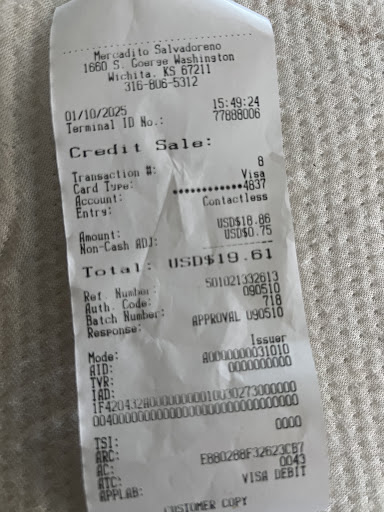 Mercadito Salvadoreno
1660 S. Goerge Washington
Wichita, KS 67211
316-806-5312
01/10/2025 15:49:24
Terminal ID No.: 77888006
Credit Sale:
Transaction #: 8
Card Type: Visa
Account: ************4837
Entry: Contactless
Amount: USD$18.86
Non-Cash ADJ: USD$0.75
Total: USD$19.61
Ref. Number: 501021332613
Auth. Code: 090510
Batch Number: 718
Response: APPROVAL 090510
Mode: Issuer
AID: A0000000031010
TVR: 0000000000
IAD:
TSI: 0000
ARC:
AC: E880288F32623CB7
ATC: 0043
APPLAB: VISA DEBIT
CUSTOMER COPY